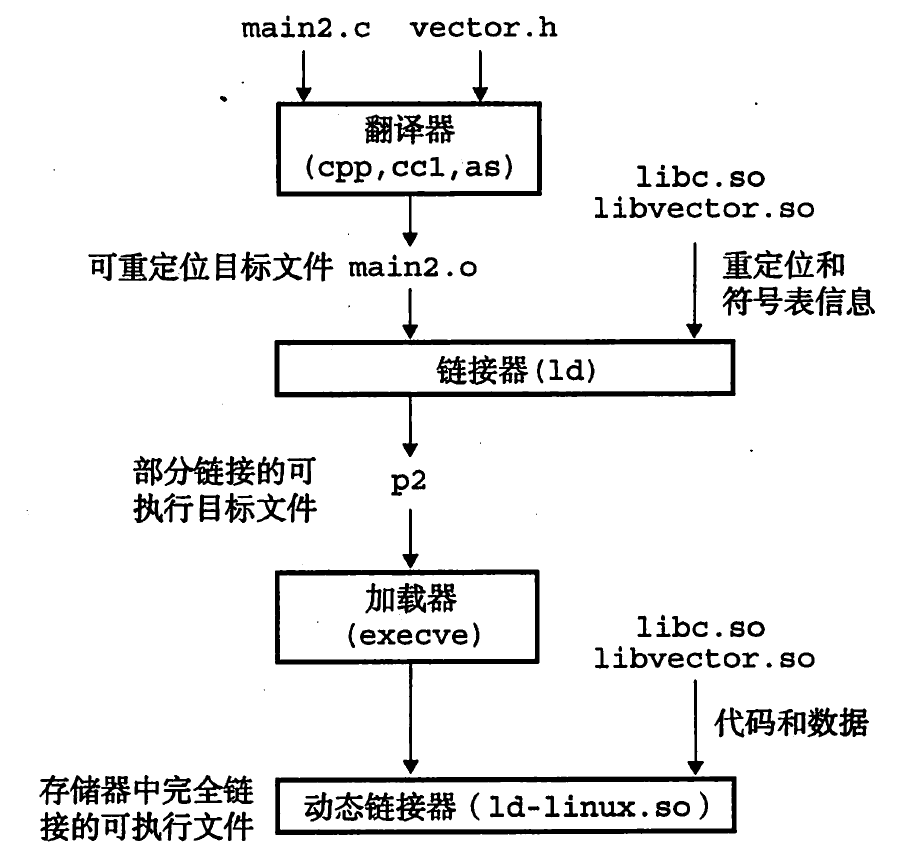 main2.c vector.h
翻译器
(cpp,cc1,as)
libc.so
libvector.so
可重定位目标文件 main2.o
重定位和
符号表信息
链接器(ld)
部分链接的可
执行目标文件
p2
加载器
(execve)
libc.so
libvector.so
代码和数据
存储器中完全链
接的可执行文件
动态链接器(ld-linux.so)